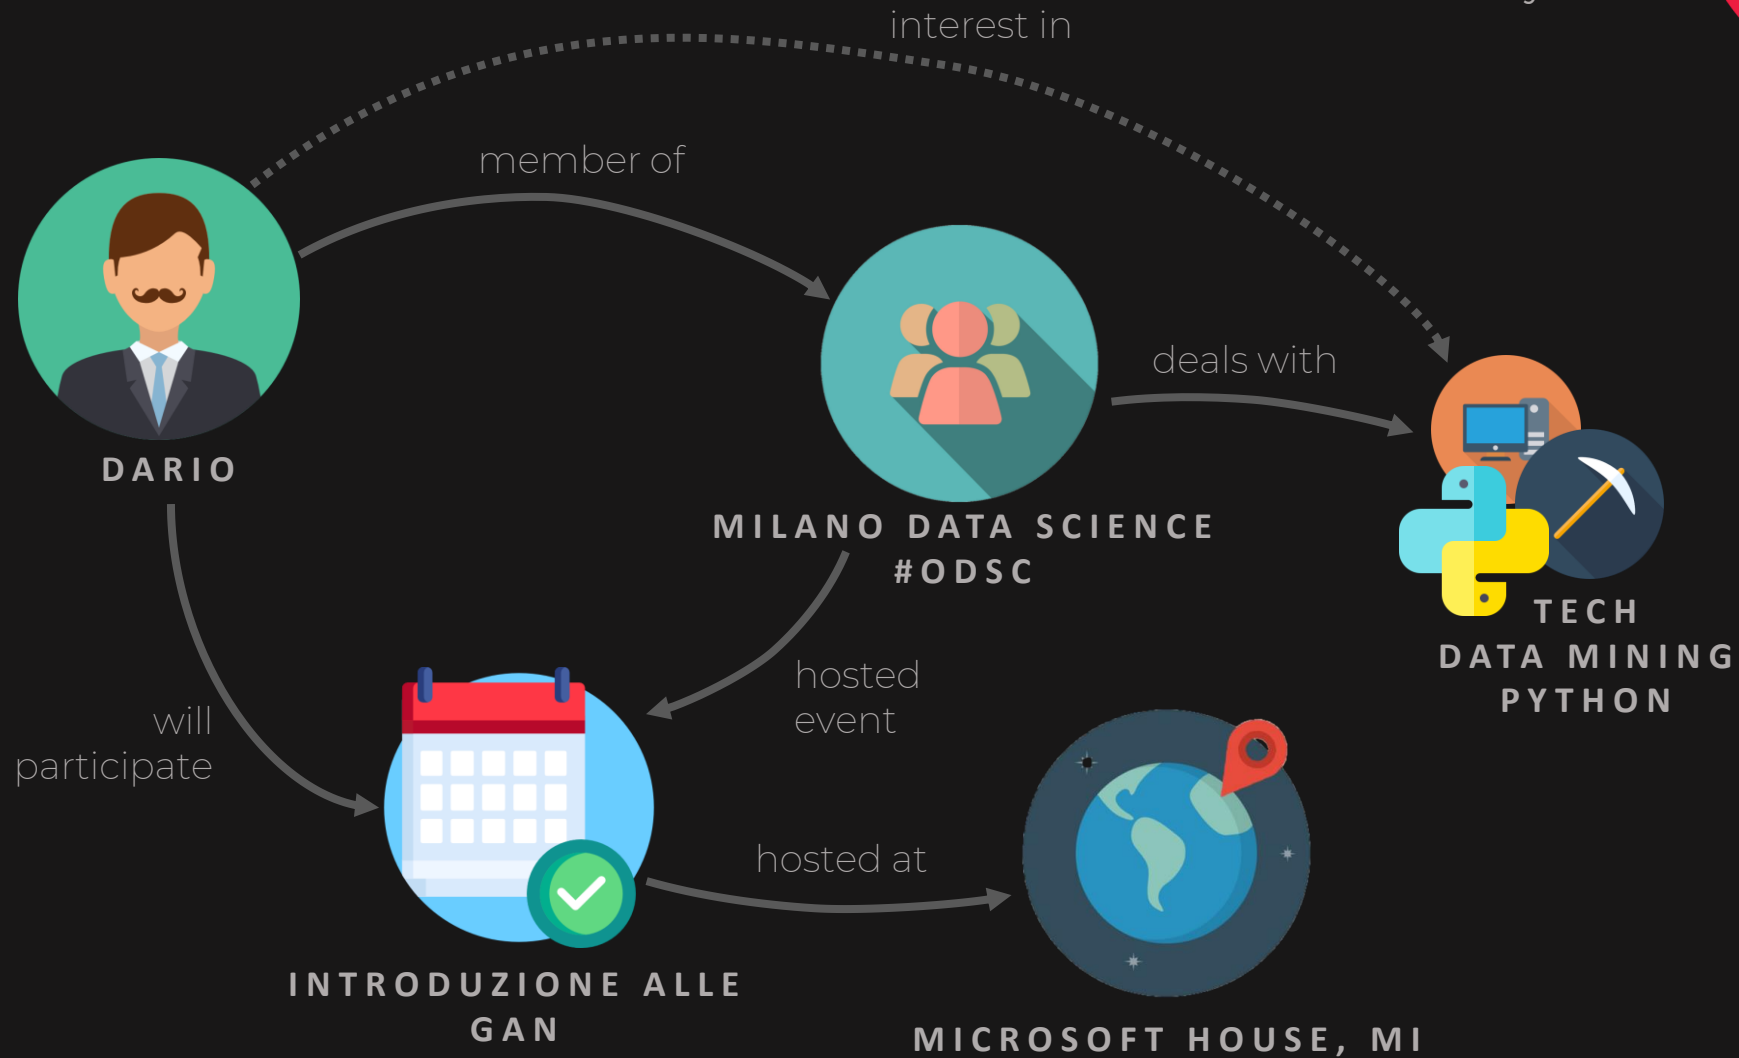 interest in
member of
deals with
DARIO
MILANO DATA SCIENCE
#ODSC
TECH
DATA MINING
PYTHON
hosted
event
will
participate
hosted at
INTRODUZIONE ALLE
GAN
MICROSOFT HOUSE, MI